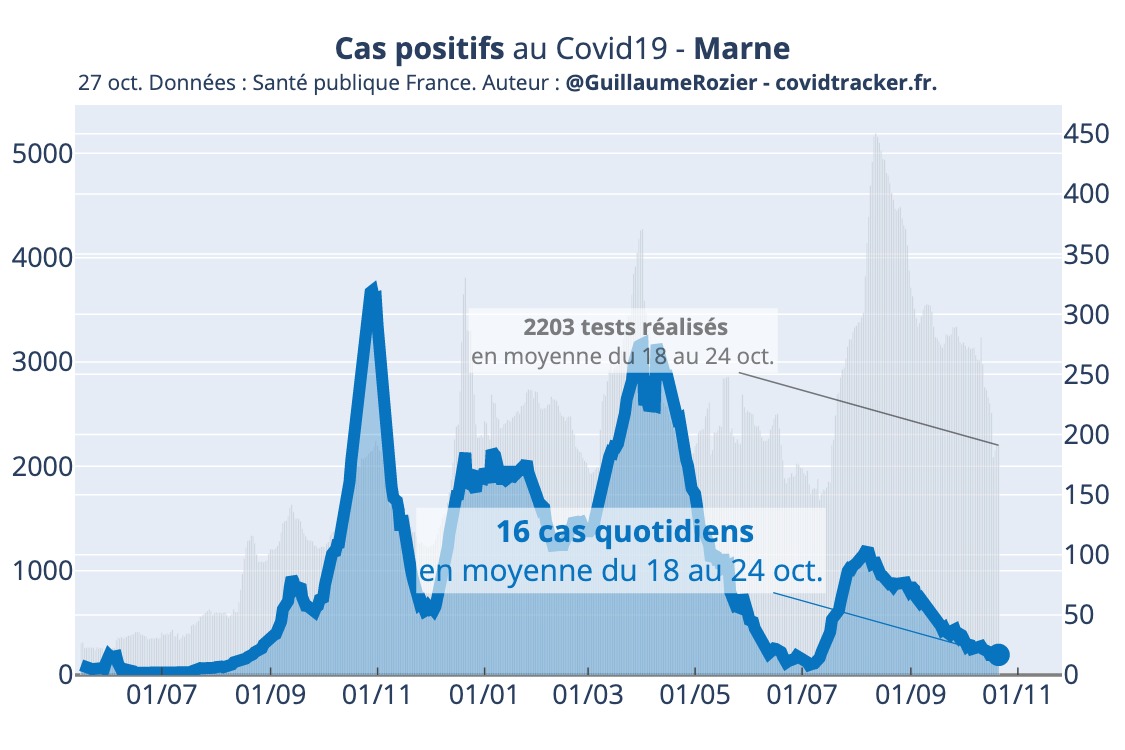 Cas positifs au Covid19 - Marne
27 oct. Données : Santé publique France. Auteur : @GuillaumeRozier - covidtracker.fr.
450
5000
400
4000
350
300
2203 tests réalisés
en moyenne du 18 au 24 oct.
3000
250
200
2000
150
16 cas quotidiens
en moyenne du 18 au 24 oct.
100
1000
50
0
0
01/07 01/09 01/11 01/01 01/03 01/05 01/07 01/09 01/11